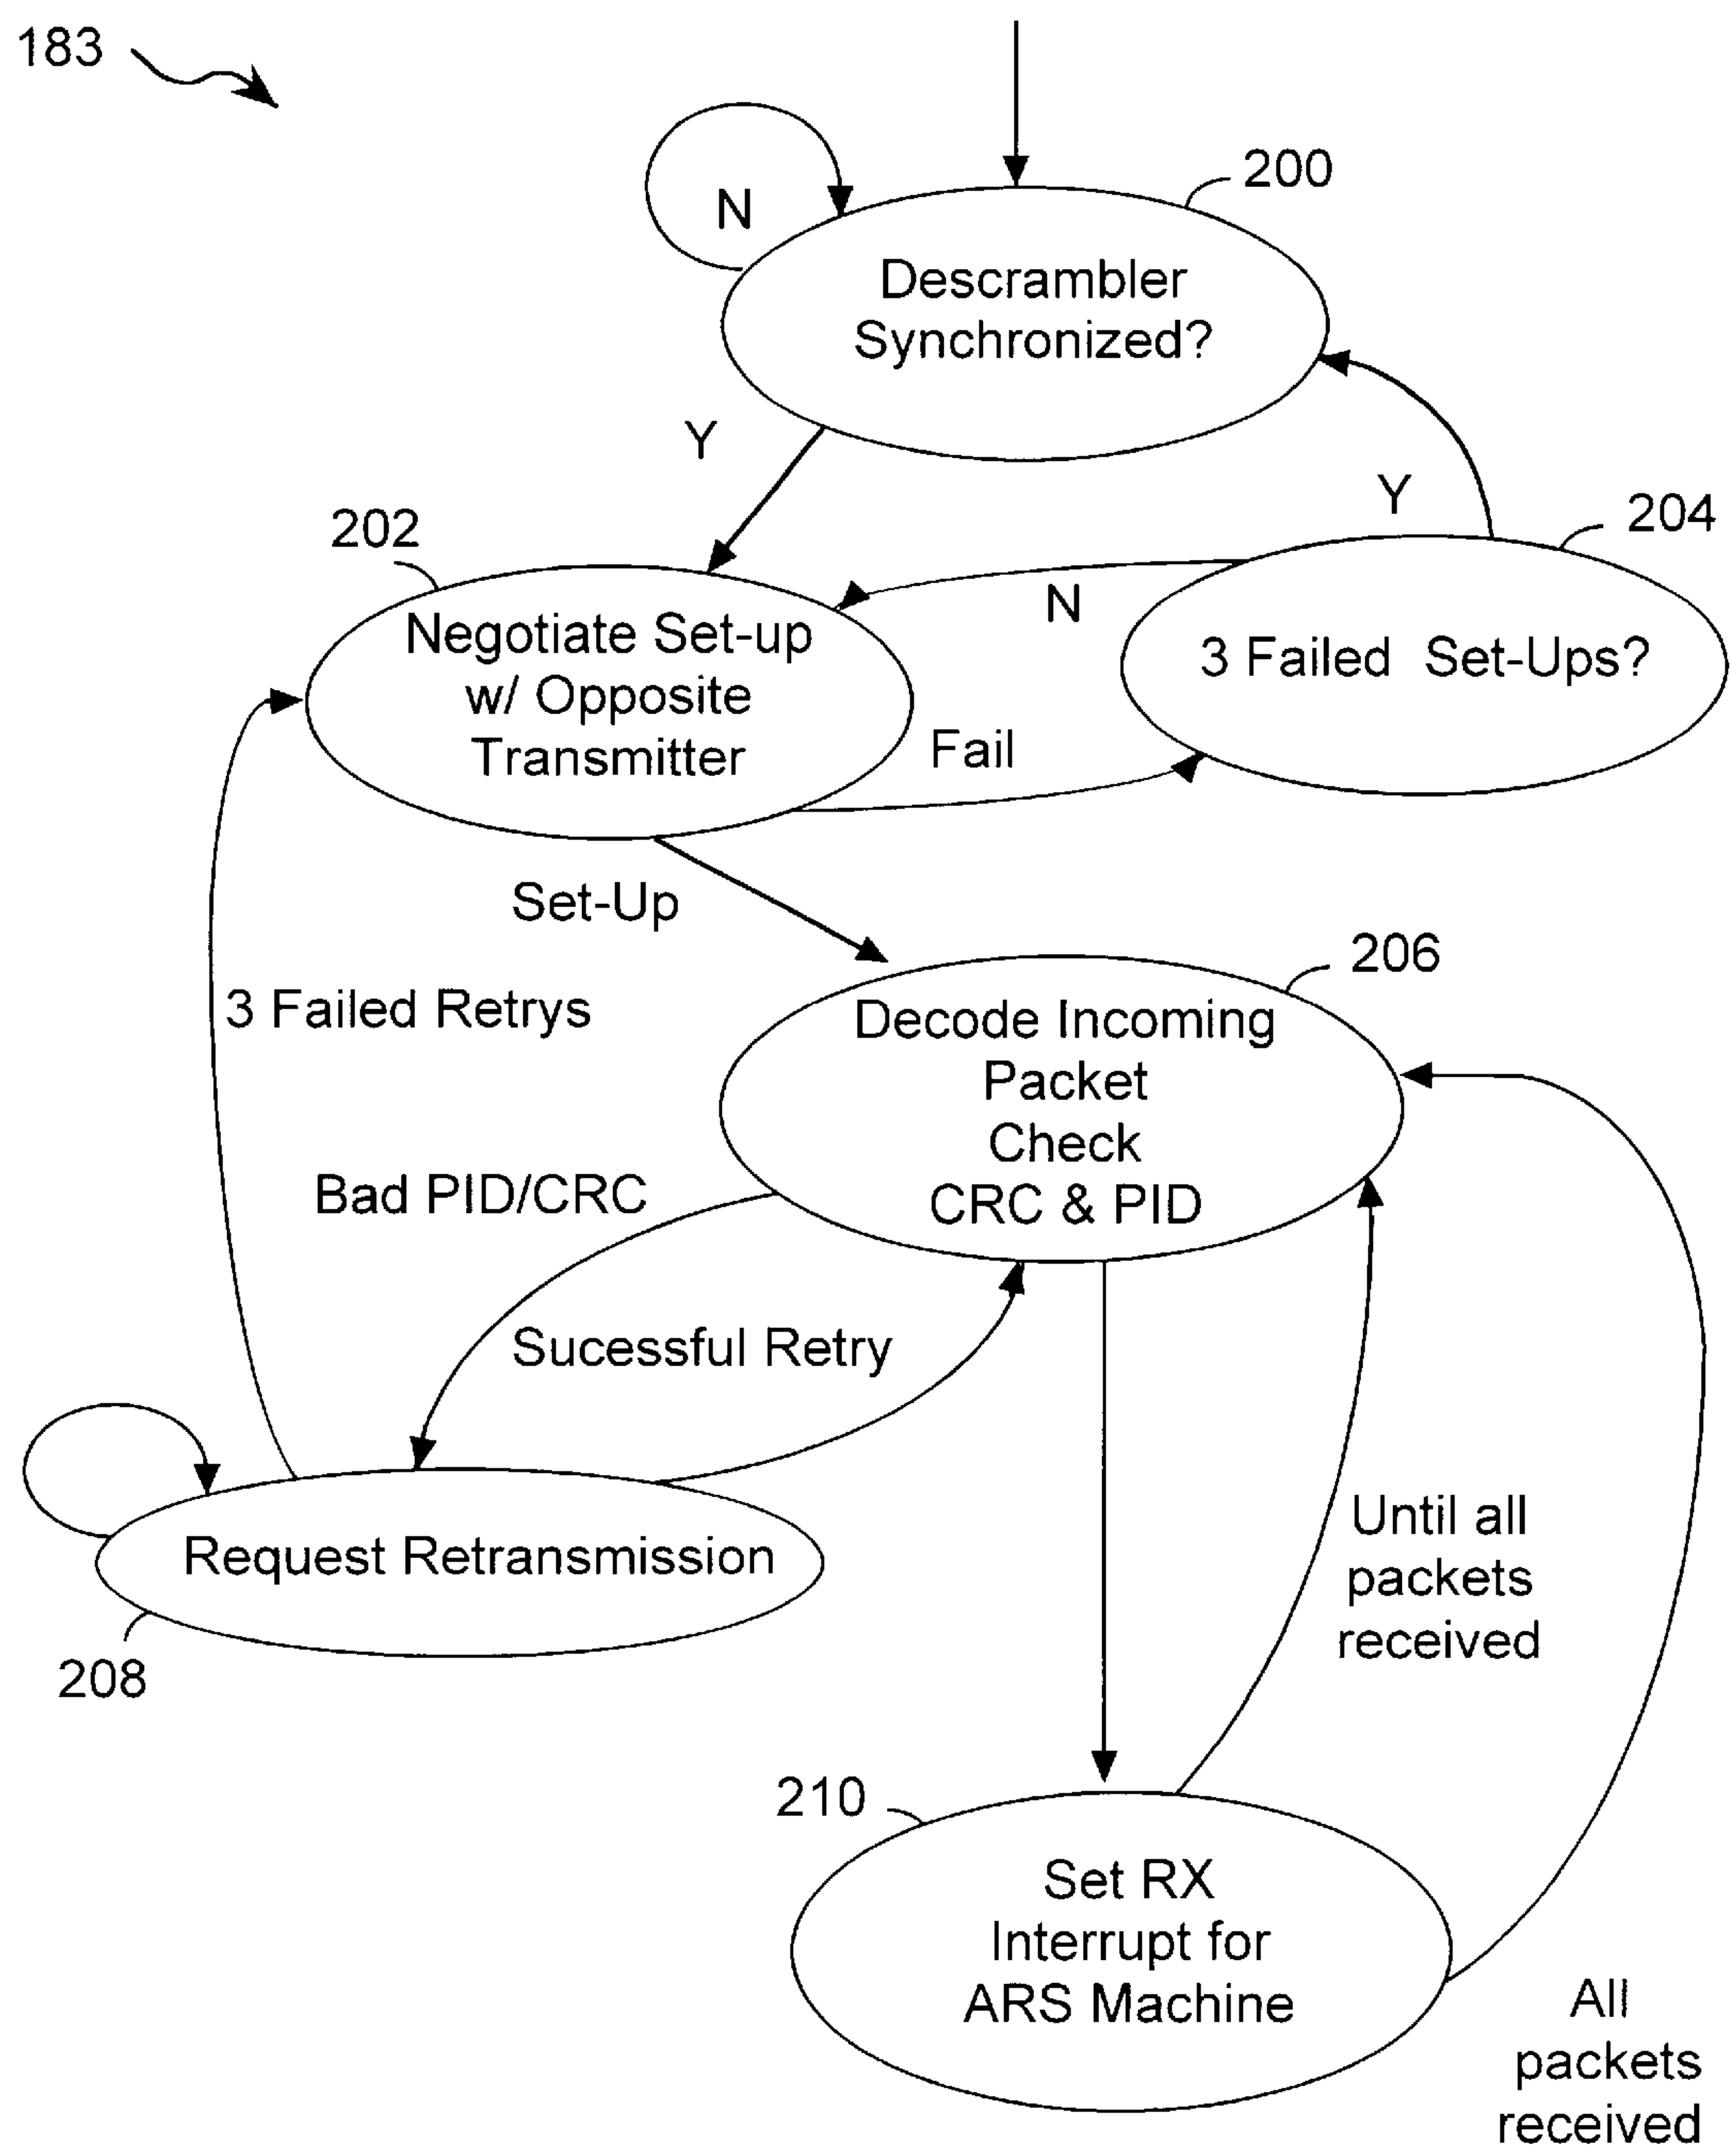 183
200
N
Descrambler
Synchronized?
Y
Y
204
202
N
Negotiate Set-up
w/ Opposite
Transmitter
3 Failed Set-Ups?
Fail
Set-Up
206
3 Failed Retrys
Decode Incoming
Packet
Check
CRC & PID
Bad PID/CRC
Sucessful Retry
Until all
packets
received
Request Retransmission
208
210
Set RX
Interrupt for
ARS Machine
All
packets
received